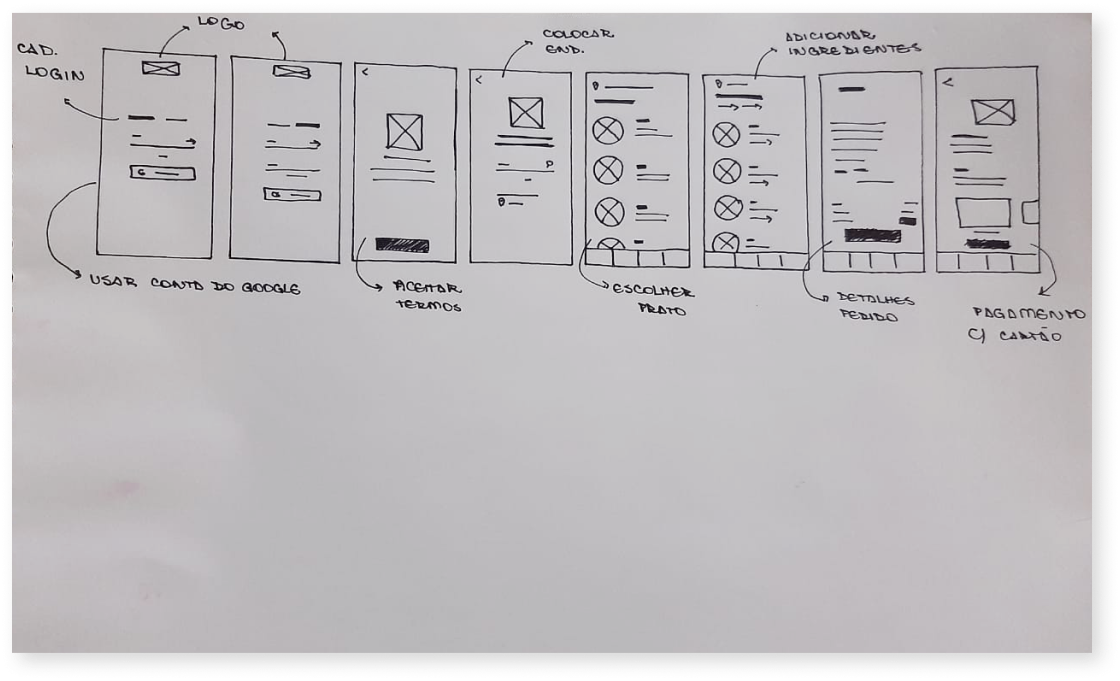 LOGO
CAD.
LOGIN
COLOCAR
END.
ADICIONAR
INGREDIENTES
USAR CONTA DO GOOGLE
ACEITAR
TERMOS
ESCOLHER
PRATO
DETALHES
PEDIDO
PAGAMENTO
C/ CARTÃO